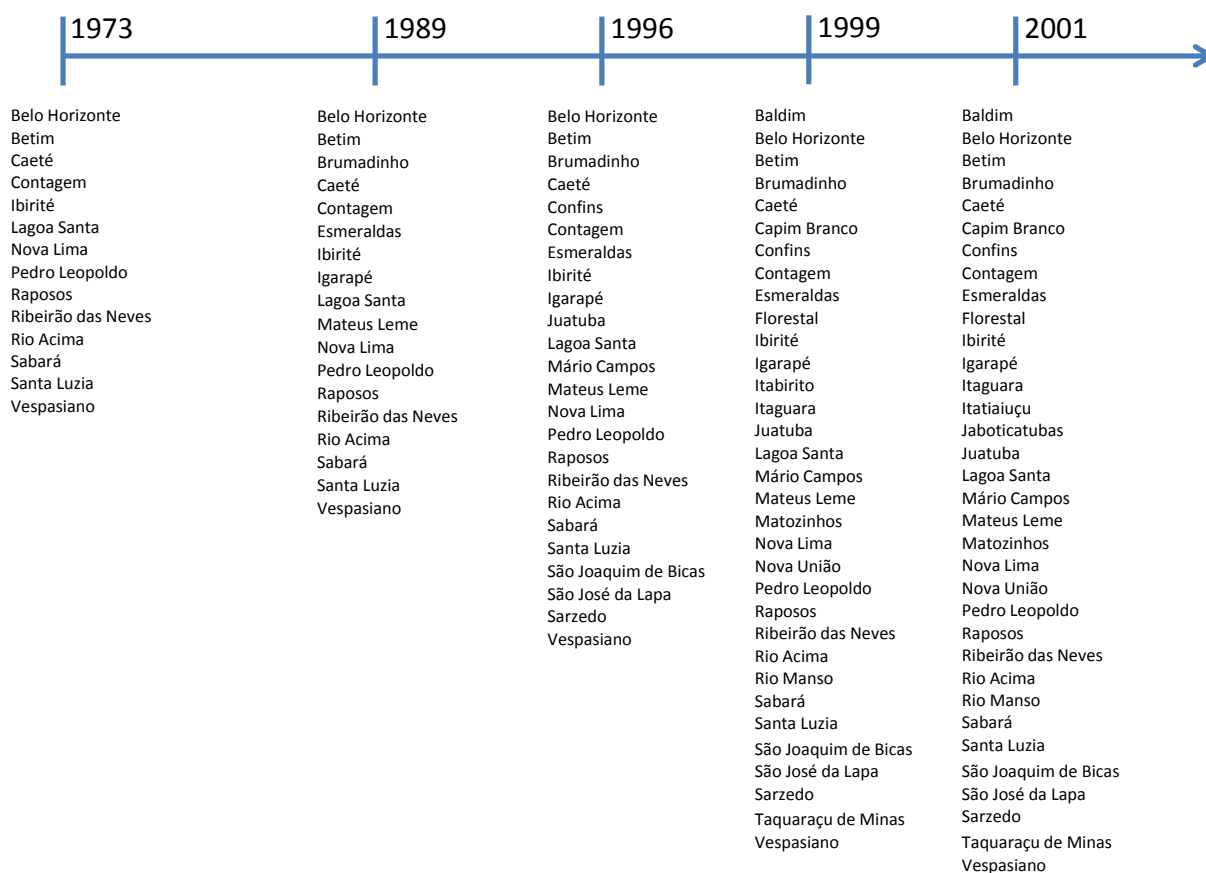 1973
1989
1996
1999
2001
Belo Horizonte
Betim
Caeté
Contagem
Ibirité
Lagoa Santa
Nova Lima
Pedro Leopoldo
Raposos
Ribeirão das Neves
Rio Acima
Sabará
Santa Luzia
Vespasiano
Belo Horizonte
Betim
Brumadinho
Caeté
Contagem
Esmeraldas
Ibirité
Igarapé
Lagoa Santa
Mateus Leme
Nova Lima
Pedro Leopoldo
Raposos
Ribeirão das Neves
Rio Acima
Sabará
Santa Luzia
Vespasiano
Belo Horizonte
Betim
Brumadinho
Caeté
Confins
Contagem
Esmeraldas
Ibirité
Igarapé
Juatuba
Lagoa Santa
Mário Campos
Mateus Leme
Nova Lima
Pedro Leopoldo
Raposos
Ribeirão das Neves
Rio Acima
Sabará
Santa Luzia
São Joaquim de Bicas
São José da Lapa
Sarzedo
Vespasiano
Baldim
Belo Horizonte
Betim
Brumadinho
Caeté
Capim Branco
Confins
Contagem
Esmeraldas
Florestal
Ibirité
Igarapé
Itabirito
Itaguara
Juatuba
Lagoa Santa
Mário Campos
Mateus Leme
Matozinhos
Nova Lima
Nova União
Pedro Leopoldo
Raposos
Ribeirão das Neves
Rio Acima
Rio Manso
Sabará
Santa Luzia
São Joaquim de Bicas
São José da Lapa
Sarzedo
Taquaraçu de Minas
Vespasiano
Baldim
Belo Horizonte
Betim
Brumadinho
Caeté
Capim Branco
Confins
Contagem
Esmeraldas
Florestal
Ibirité
Igarapé
Itaguara
Itatiaiuçu
Jaboticatubas
Juatuba
Lagoa Santa
Mário Campos
Mateus Leme
Matozinhos
Nova Lima
Nova União
Pedro Leopoldo
Raposos
Ribeirão das Neves
Rio Acima
Rio Manso
Sabará
Santa Luzia
São Joaquim de Bicas
São José da Lapa
Sarzedo
Taquaraçu de Minas
Vespasiano